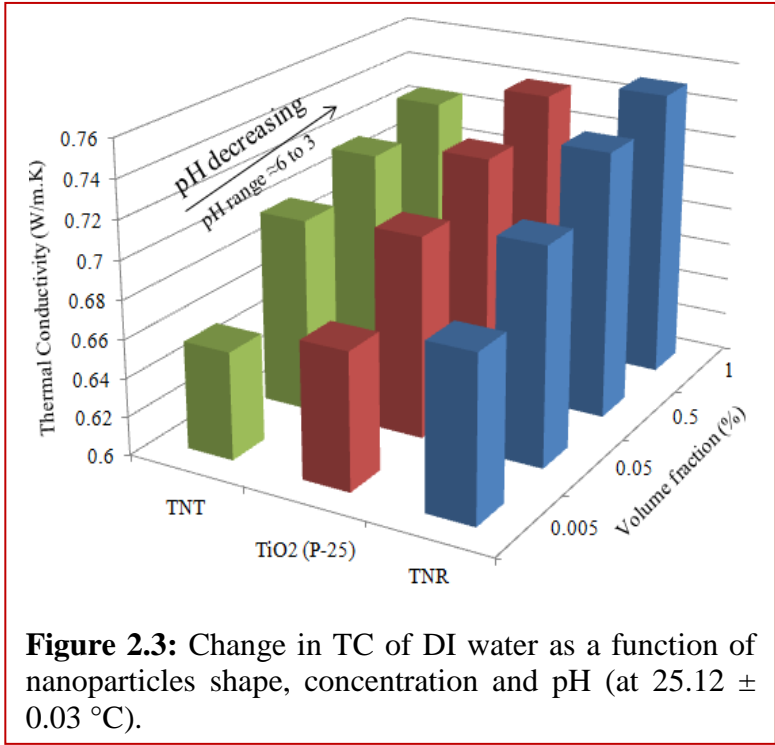 pH decreasing
pH range ≈6 to 3
Thermal Conductivity (W/m.K)
0.76
0.74
0.72
0.7
0.68
0.66
0.64
0.62
0.6
TNT
TiO2 (P-25)
TNR
0.005
0.05
0.5
1
Volume fraction (%)
Figure 2.3: Change in TC of DI water as a function of
nanoparticles shape, concentration and pH (at 25.12 ±
0.03 °C).